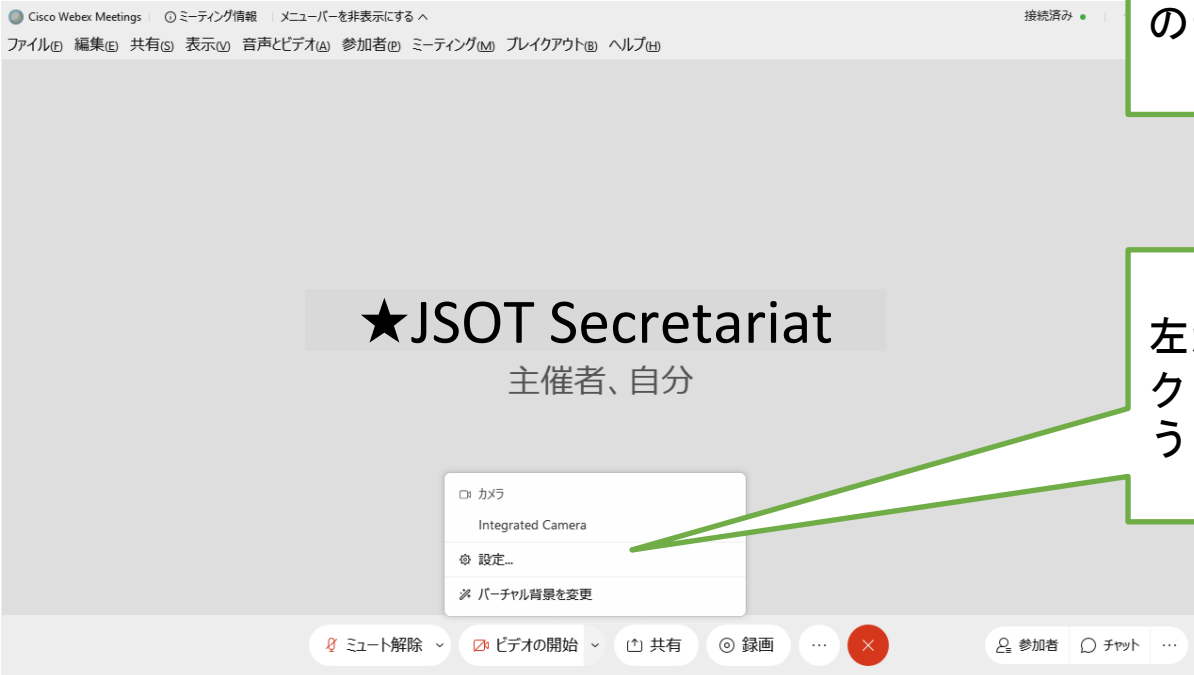 Cisco Webex Meetings ミーティング情報 メニューバーを非表示にする 接続済み
ファイル(F) 編集(E) 共有(S) 表示(V) 音声とビデオ(A) 参加者(P) ミーティング(M) ブレイクアウト(B) ヘルプ(H)
の
★JSOT Secretariat
主催者、自分
左
ク
う
カメラ
Integrated Camera
設定...
バーチャル背景を変更
ミュート解除 ビデオの開始 共有 録画 ... 参加者 チャット ...